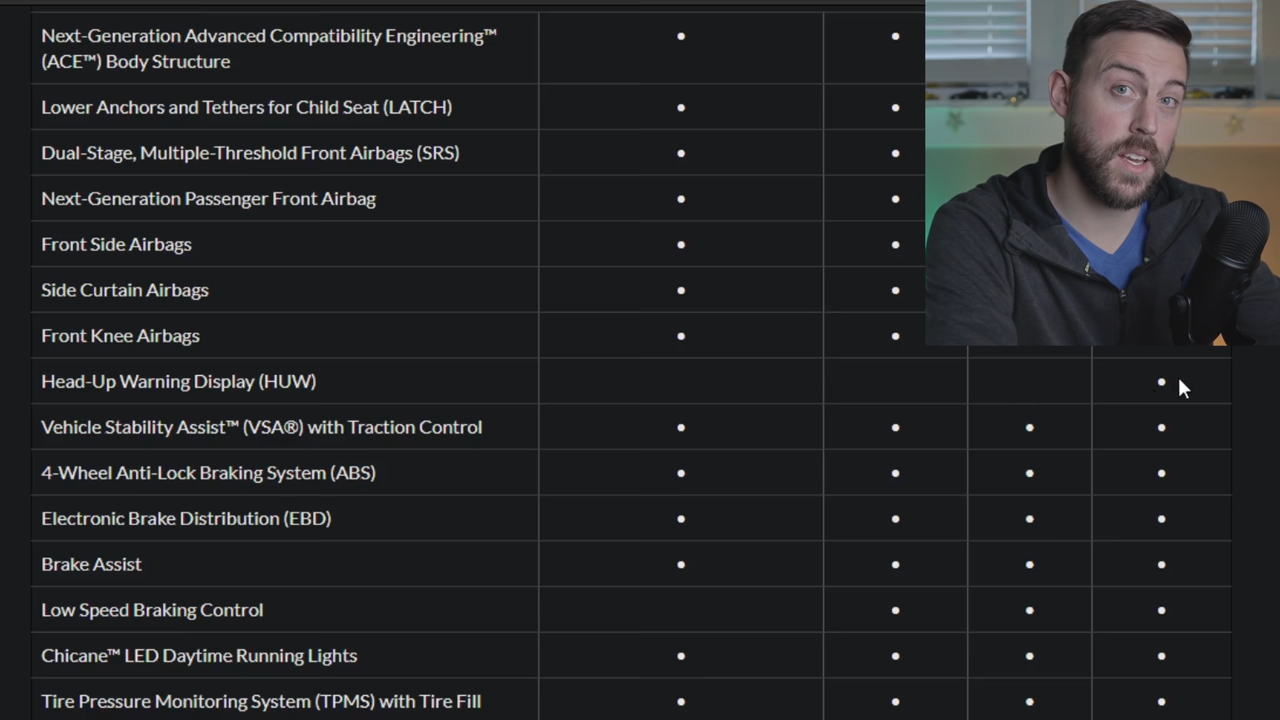 Next-Generation Advanced Compatibility Engineering™
(ACE™) Body Structure
Lower Anchors and Tethers for Child Seat (LATCH)
Dual-Stage, Multiple-Threshold Front Airbags (SRS)
Next-Generation Passenger Front Airbag
Front Side Airbags
Side Curtain Airbags
Front Knee Airbags
Head-Up Warning Display (HUW)
Vehicle Stability Assist™ (VSA®) with Traction Control
4-Wheel Anti-Lock Braking System (ABS)
Electronic Brake Distribution (EBD)
Brake Assist
Low Speed Braking Control
Chicane™ LED Daytime Running Lights
Tire Pressure Monitoring System (TPMS) with Tire Fill